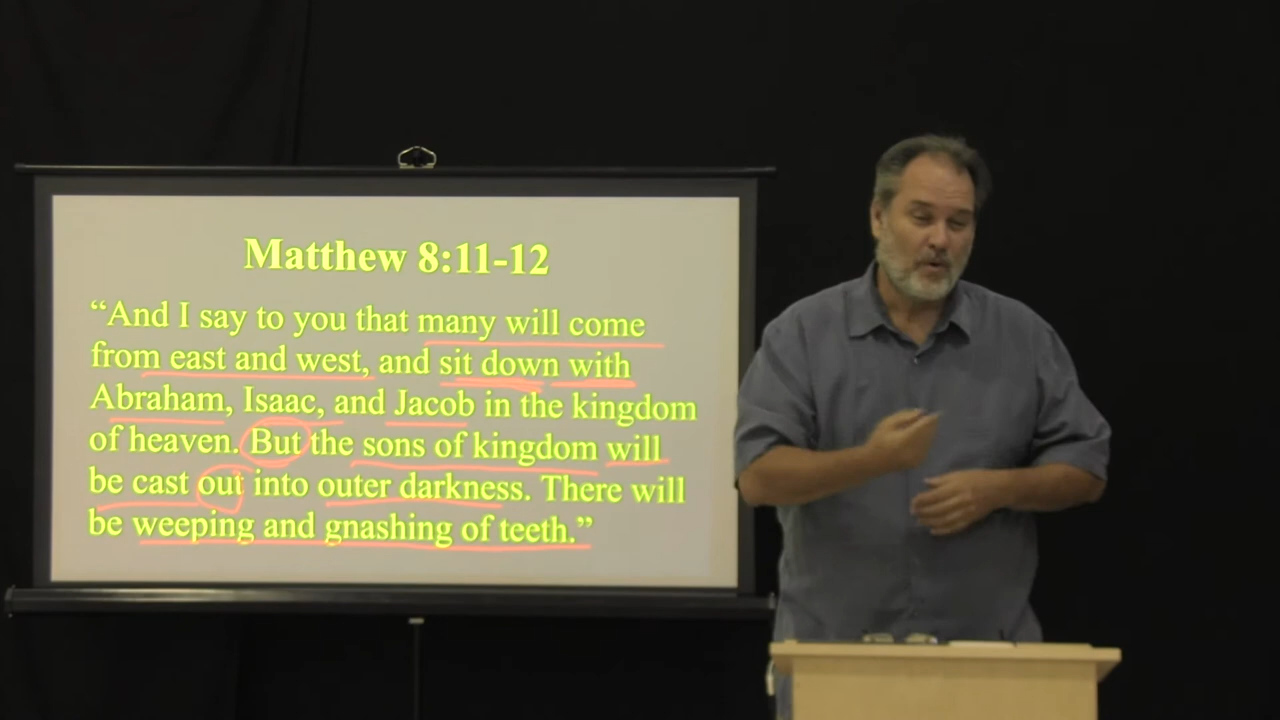 Matthew 8:11-12
“And I say to you that many will come
from east and west, and sit down with
Abraham, Isaac, and Jacob in the kingdom
of heaven. But the sons of kingdom will
be cast out into outer darkness. There will
be weeping and gnashing of teeth.”